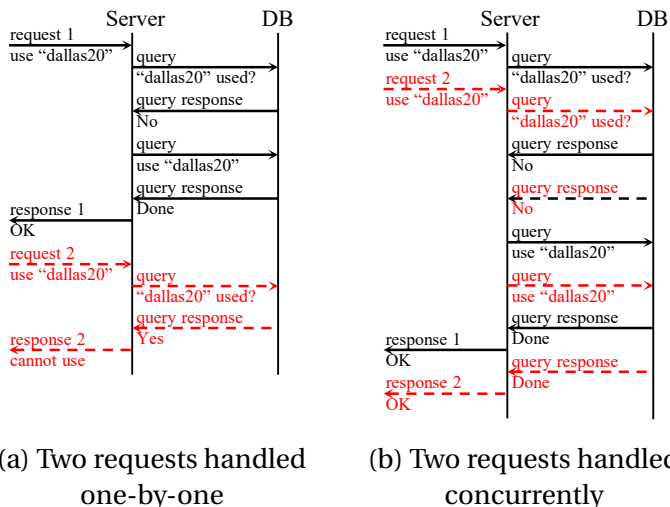 Server DB
request 1
use “dallas20”
query
“dallas20” used?
query response
No
query
use “dallas20”
query response
Done
response 1
OK
request 2
use “dallas20”
query
“dallas20” used?
query response
Yes
response 2
cannot use
(a) Two requests handled
one-by-one
Server DB
request 1
use “dallas20”
query
“dallas20” used?
request 2
use “dallas20”
query
“dallas20” used?
query response
No
query response
No
query
use “dallas20”
query
use “dallas20”
query response
Done
response 1
OK
query response
Done
response 2
OK
(b) Two requests handled
concurrently